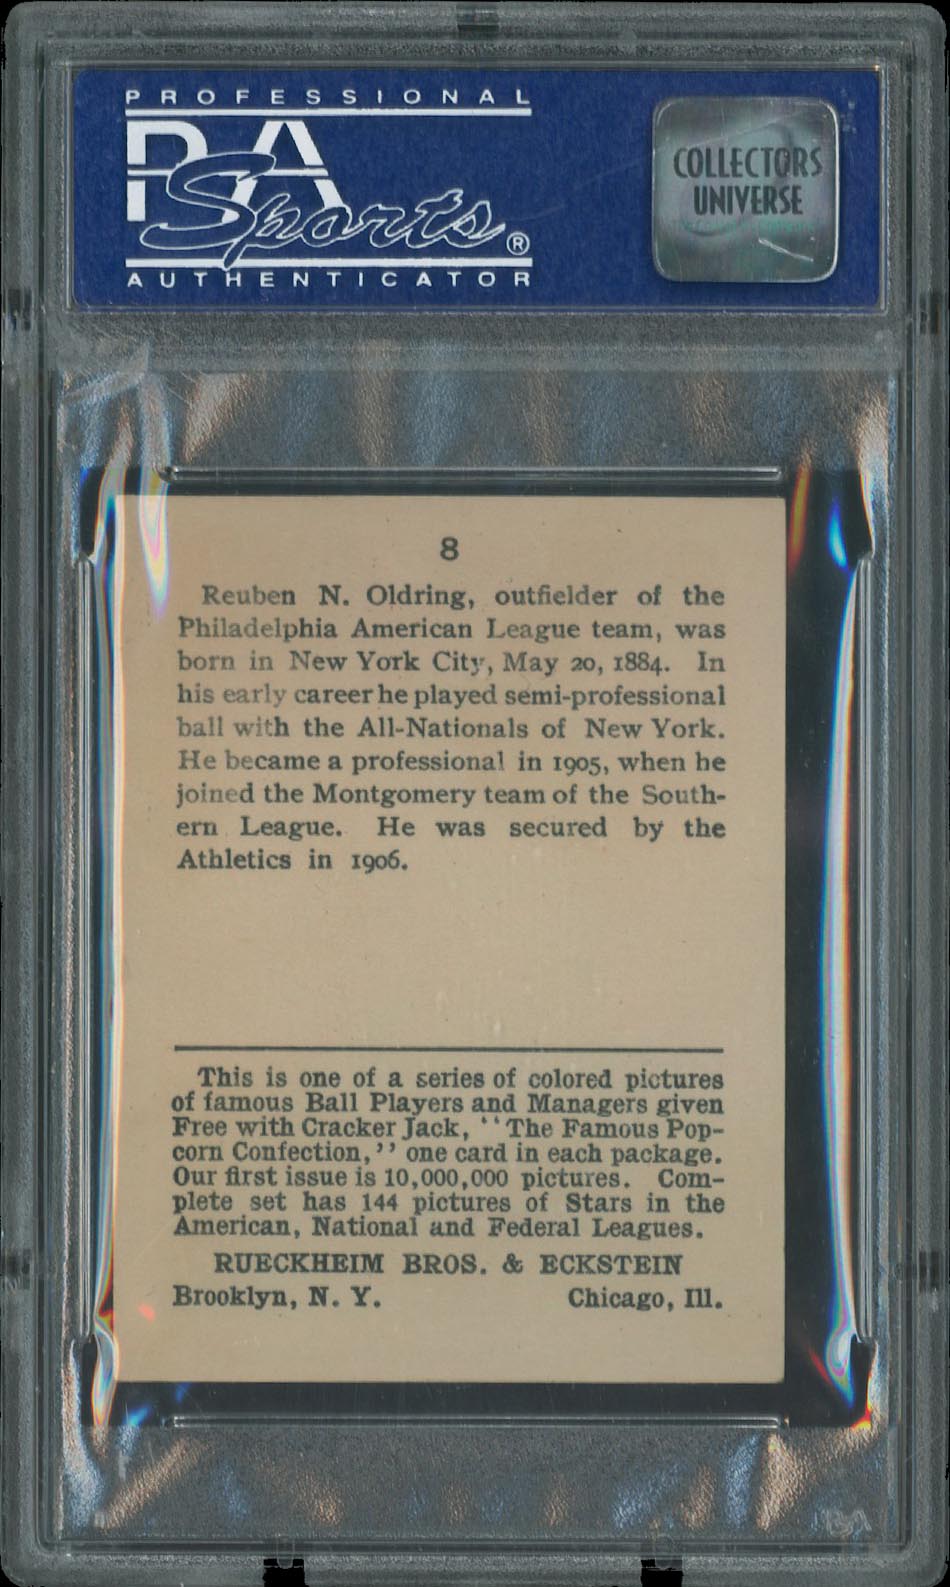 PROFESSIONAL
PSA
Sports®
AUTHENTICATOR
COLLECTORS
UNIVERSE
8
Reuben N. Oldring, outfielder of the
Philadelphia American League team, was
born in New York City, May 20, 1884. In
his early career he played semi-professional
ball with the All-Nationals of New York.
He became a professional in 1905, when he
joined the Montgomery team of the South-
ern League. He was secured by the
Athletics in 1906.
This is one of a series of colored pictures
of famous Ball Players and Managers given
Free with Cracker Jack, "The Famous Pop-
corn Confection," one card in each package.
Our first issue is 10,000,000 pictures. Com-
plete set has 144 pictures of Stars in the
American, National and Federal Leagues.
RUECKHEIM BROS. & ECKSTEIN
Brooklyn, N. Y. Chicago, Ill.